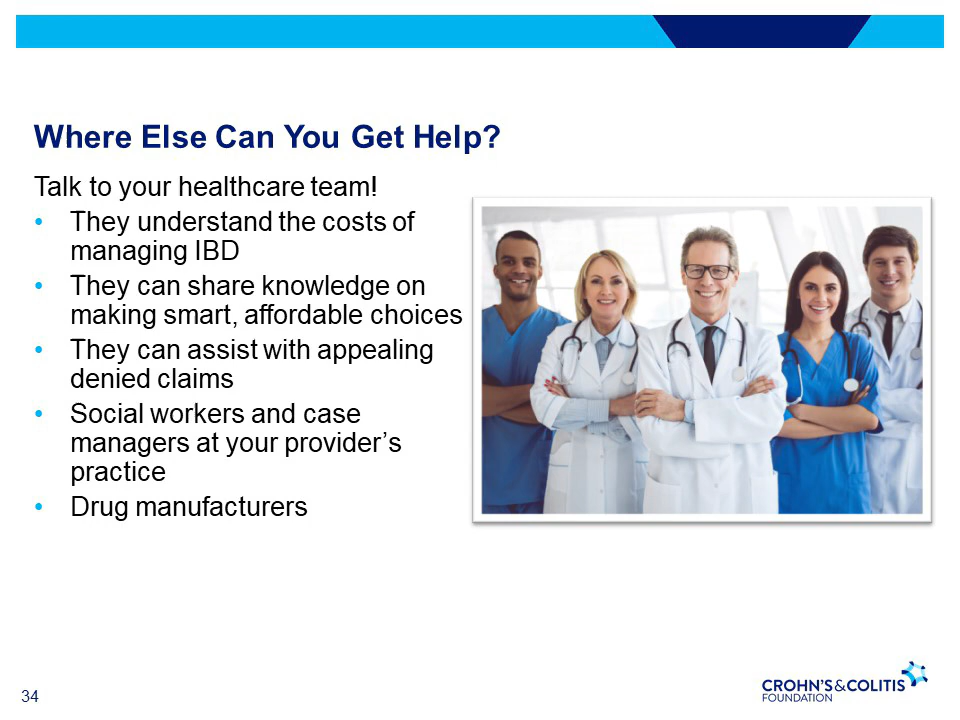 Where Else Can You Get Help?
Talk to your healthcare team!
• They understand the costs of
managing IBD
• They can share knowledge on
making smart, affordable choices
• They can assist with appealing
denied claims
• Social workers and case
managers at your provider’s
practice
• Drug manufacturers
34
CROHN’S&COLITIS
FOUNDATION